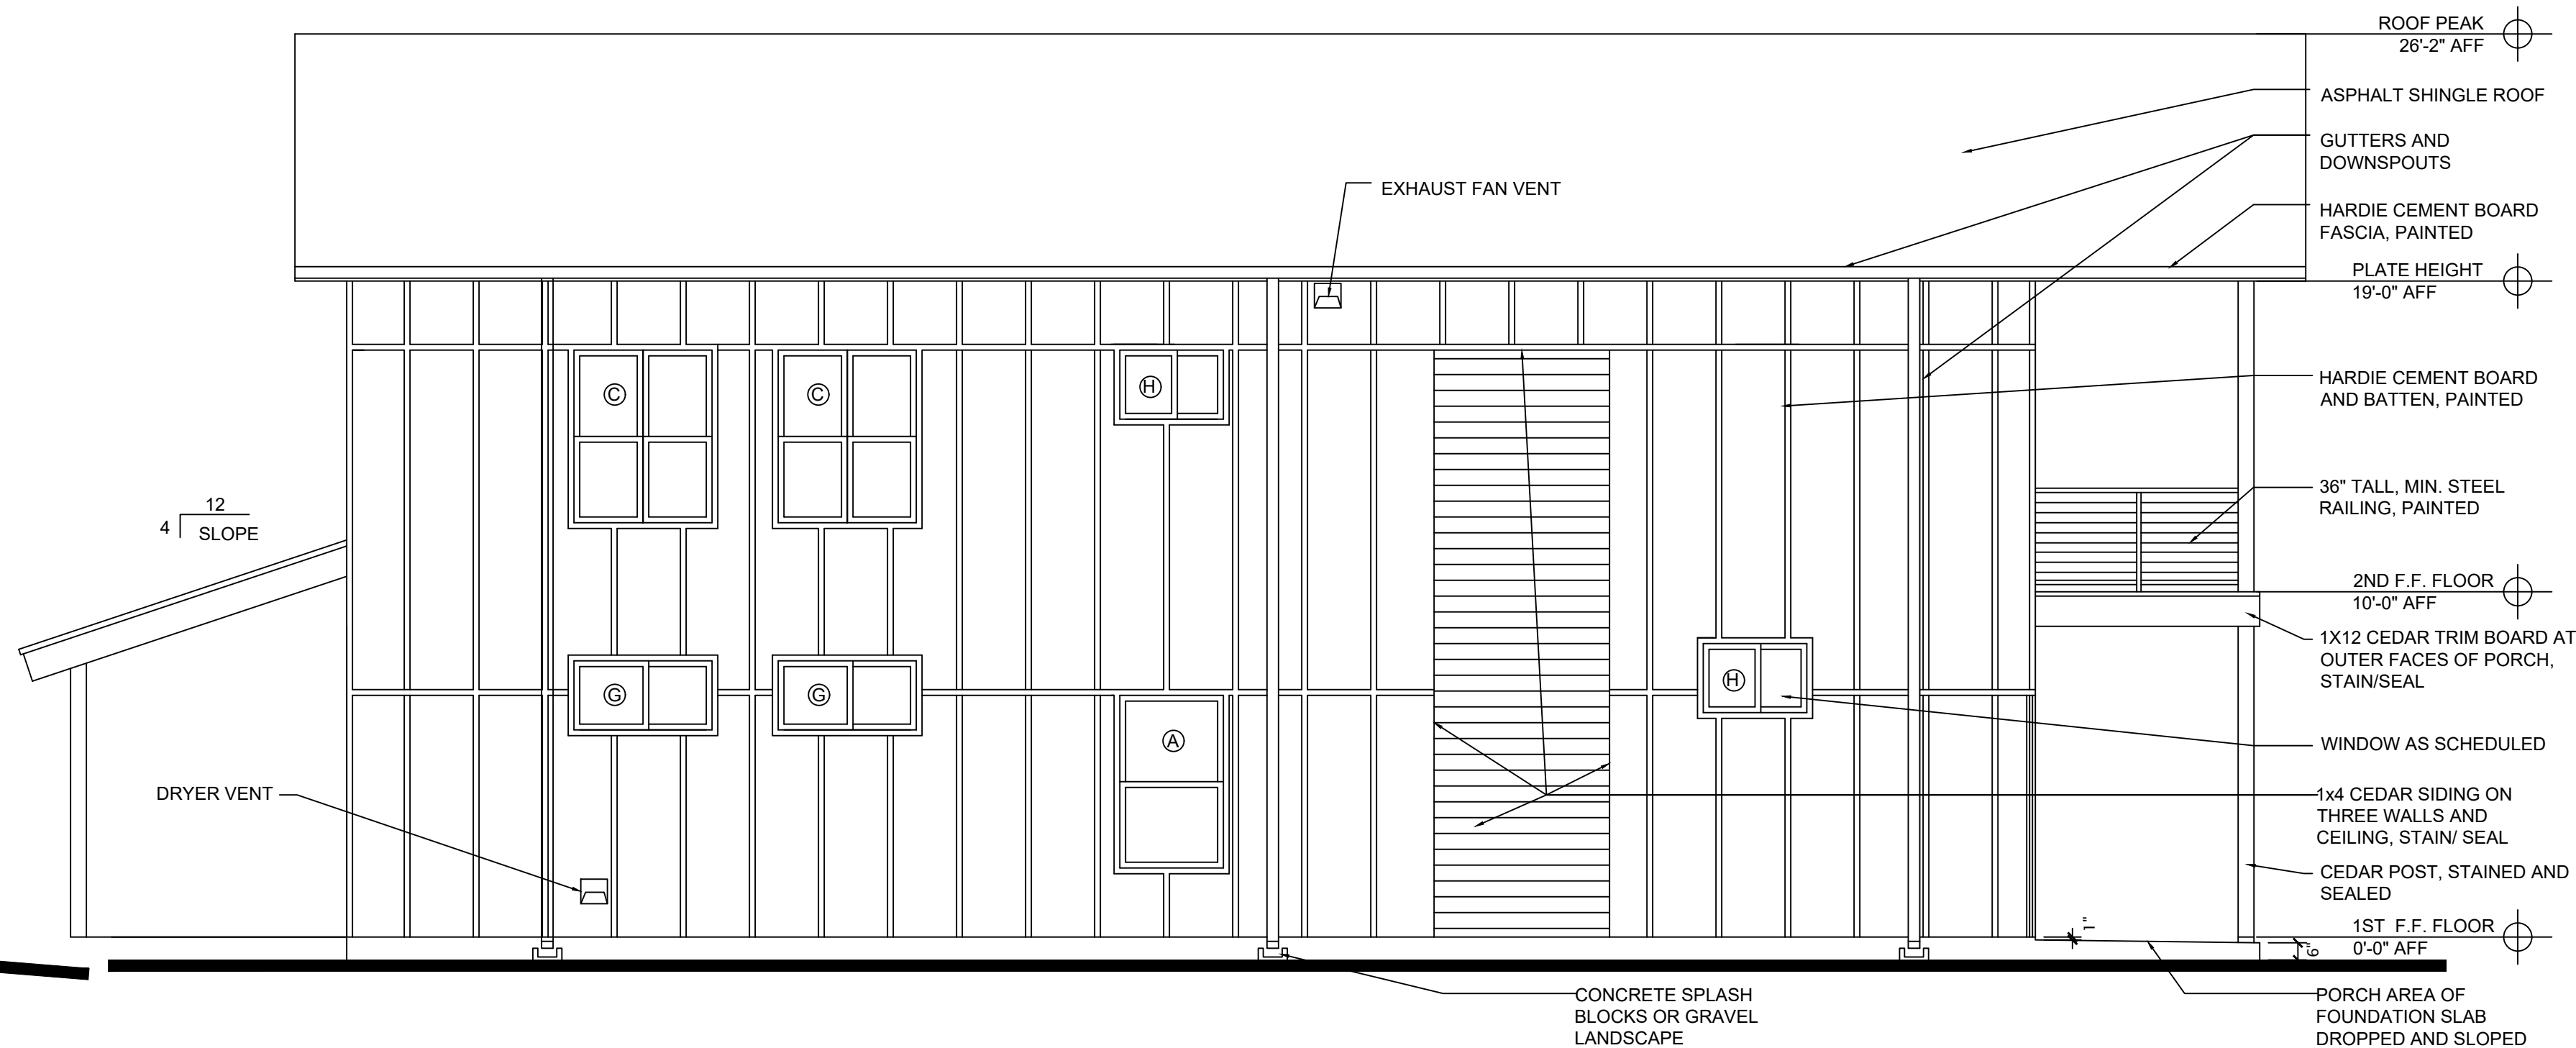 ROOF PEAK
26'-2" AFF
ASPHALT SHINGLE ROOF
GUTTERS AND
DOWNSPOUTS
EXHAUST FAN VENT
HARDIE CEMENT BOARD
FASCIA, PAINTED
PLATE HEIGHT
19'-0" AFF
HARDIE CEMENT BOARD
AND BATTEN, PAINTED
C
C
H
36" TALL, MIN. STEEL
RAILING, PAINTED
12
4
SLOPE
2ND F.F. FLOOR
10'-0" AFF
1X12 CEDAR TRIM BOARD AT
OUTER FACES OF PORCH,
STAIN/SEAL
G
G
H
A
WINDOW AS SCHEDULED
DRYER VENT
1x4 CEDAR SIDING ON
THREE WALLS AND
CEILING, STAIN/ SEAL
CEDAR POST, STAINED AND
SEALED
1"
1ST F.F. FLOOR
0'-0" AFF
6"
CONCRETE SPLASH
BLOCKS OR GRAVEL
LANDSCAPE
PORCH AREA OF
FOUNDATION SLAB
DROPPED AND SLOPED